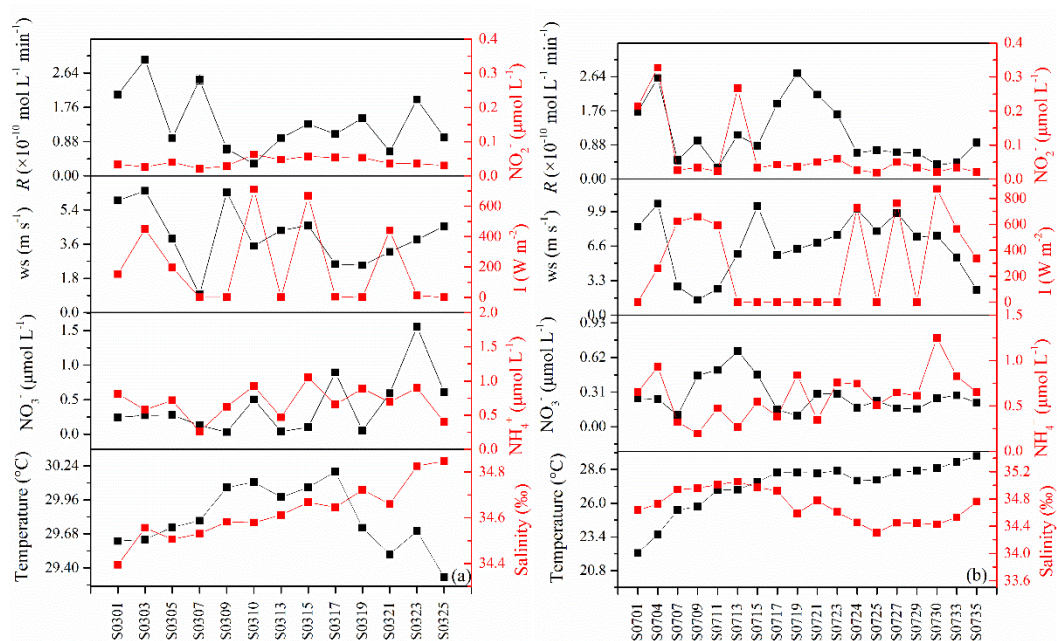 R (×10⁻¹⁰ mol L⁻¹ min⁻¹)
2.64
1.76
0.88
0.00
0.4
0.3
0.2
0.1
0.0
NO₂⁻ (μmol L⁻¹)
ws (m s⁻¹)
5.4
3.6
1.8
0.0
600
400
200
0
I (W m⁻²)
NO₃⁻ (μmol L⁻¹)
1.5
1.0
0.5
0.0
2.0
1.5
1.0
0.5
0.0
NH₄⁺ (μmol L⁻¹)
Temperature (°C)
30.24
29.96
29.68
29.40
34.8
34.6
34.4
Salinity (‰)
(a)
S0301
S0303
S0305
S0307
S0309
S0310
S0313
S0315
S0317
S0319
S0321
S0323
S0325
R (×10⁻¹⁰ mol L⁻¹ min⁻¹)
2.64
1.76
0.88
0.00
0.4
0.3
0.2
0.1
0.0
NO₂⁻ (μmol L⁻¹)
ws (m s⁻¹)
9.9
6.6
3.3
0.0
800
600
400
200
0
I (W m⁻²)
NO₃⁻ (μmol L⁻¹)
0.93
0.62
0.31
0.00
1.5
1.0
0.5
0.0
NH₄ (μmol L⁻¹)
Temperature (°C)
28.6
26.0
23.4
20.8
35.2
34.8
34.4
34.0
33.6
Salinity (‰)
(b)
S0701
S0704
S0707
S0709
S0711
S0713
S0715
S0717
S0719
S0721
S0723
S0724
S0725
S0727
S0729
S0730
S0733
S0735